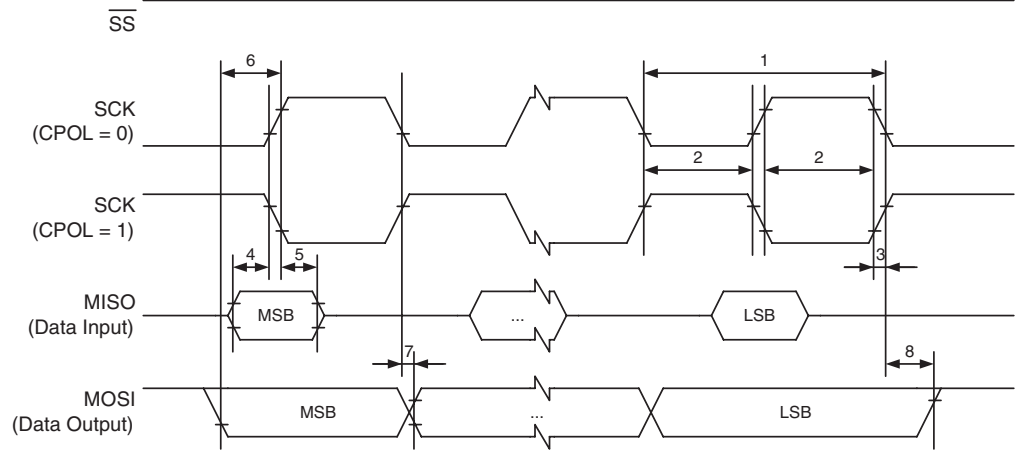 SS
6
1
SCK
(CPOL = 0)
2
2
SCK
(CPOL = 1)
4
5
3
MISO
(Data Input)
MSB
...
LSB
7
8
MOSI
(Data Output)
MSB
...
LSB